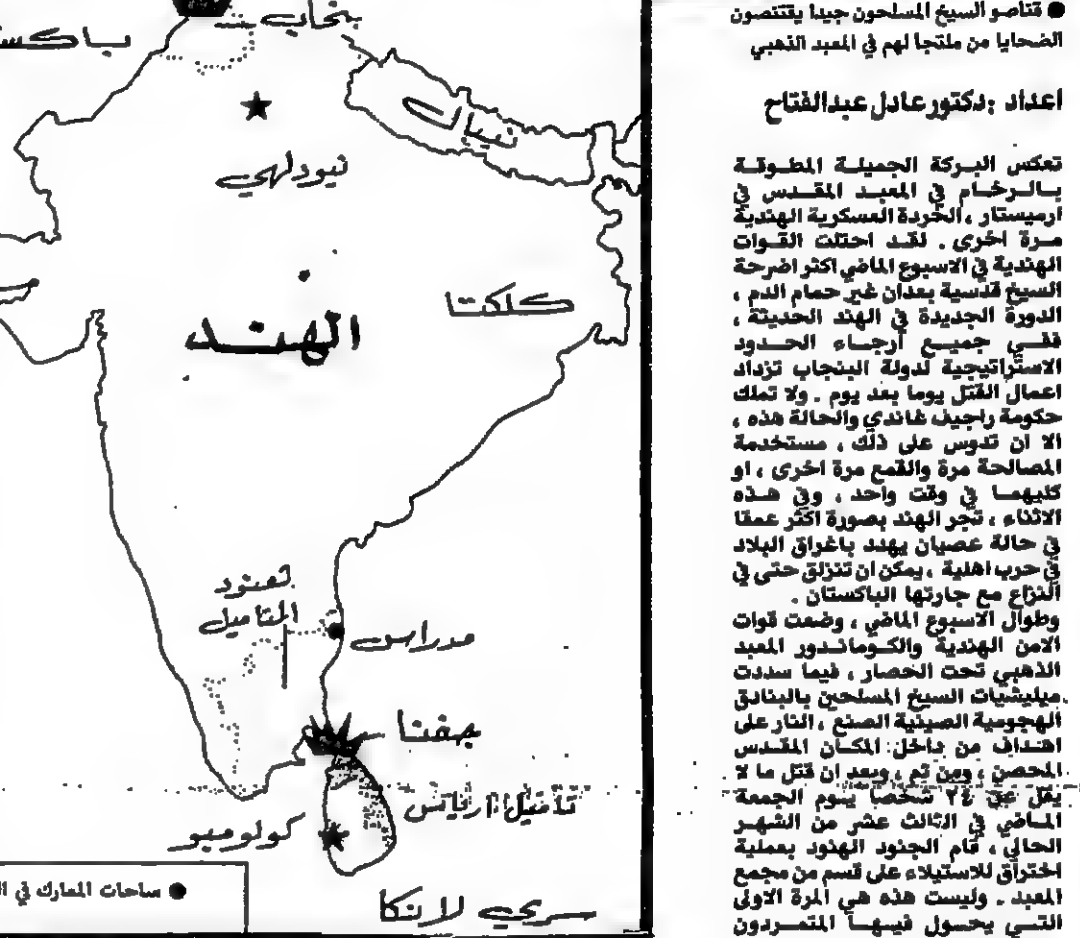 ● قناصو السيخ المسلحون جيدا يقتنصون
الضحايا من ملتجا لهم في المعبد الذهبي
اعداد :دكتور عادل عبدالفتاح
تعكس البركة الجميلة المطوقة
بالرخام في المعبد المقدس في
ارميستار ، الخردة العسكرية الهندية
مرة اخرى . لقد احتلت القوات
الهندية في الاسبوع الماضي اكثر اضرحة
السيخ قدسية بعدان غير حمام الدم ،
الدورة الجديدة في الهند الحديثة ،
ففي جميع أرجاء الحدود
الاستراتيجية لدولة البنجاب تزداد
اعمال القتل يوما بعد يوم . ولا تملك
حكومة راجيف غاندي والحالة هذه ،
الا ان تدوس على ذلك ، مستخدمة
المصالحة مرة والقمع مرة اخرى ، او
كليهما في وقت واحد ، وفي هذه
الاثناء ، تجر الهند بصورة اكثر عمقا
في حالة عصيان يهدد باغراق البلاد
في حرب اهلية ، يمكن ان تنزلق حتى في
النزاع مع جارتها الباكستان .
وطوال الاسبوع الماضي ، وضعت قوات
الامن الهندية والكوماندور المعبد
الذهبي تحت الحصار ، فيما سددت
ميليشيات السيخ المسلحين بالبنادق
الهجومية الصينية الصنع ، النار على
اهداف من داخل المكان المقدس
المحصن ، ومن ثم ، وبعد ان قتل ما لا
يقل عن ٢٤ شخصا يوم الجمعة
الماضي في الثالث عشر من الشهر
الحالي ، قام الجنود الهنود بعملية
اختراق للاستيلاء على قسم من مجمع
المعبد . وليست هذه هي المرة الاولى
التي يحسول فيها المتمردون
بنجاب
باكس
نيبال
نيودلهي
كلكتا
الهند
التاميل
مدراس
جفنا
تاميل
كولومبو
سري لانكا
● ساحات المعارك في ا